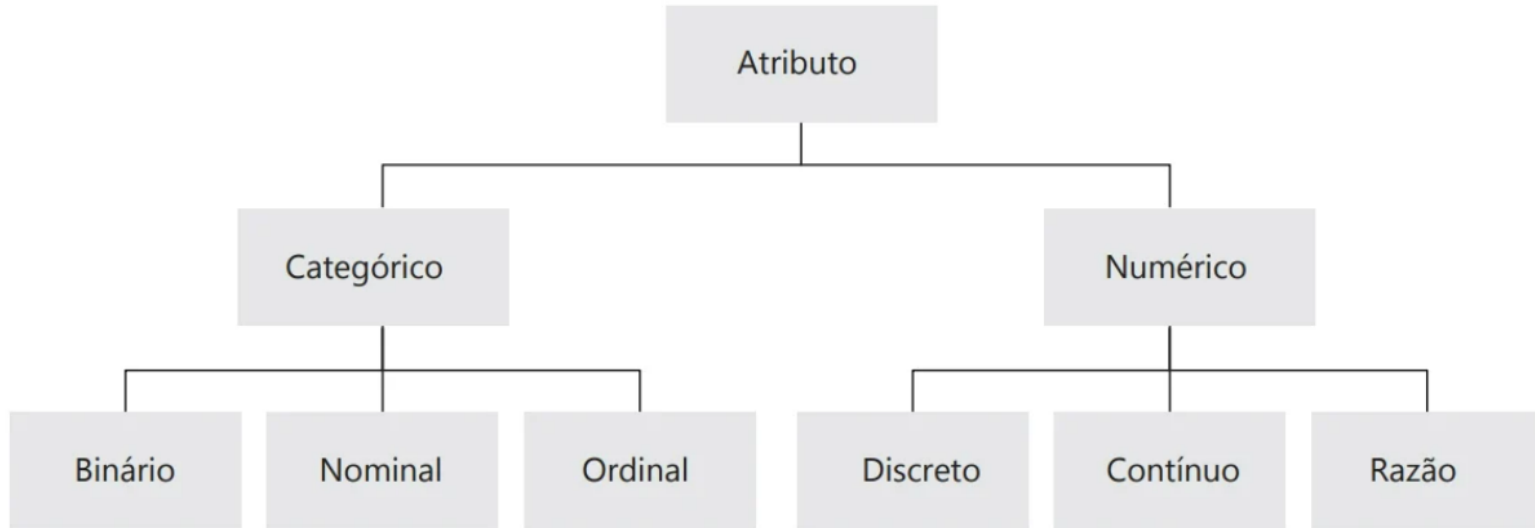 Atributo
Categórico
Numérico
Binário
Nominal
Ordinal
Discreto
Contínuo
Razão